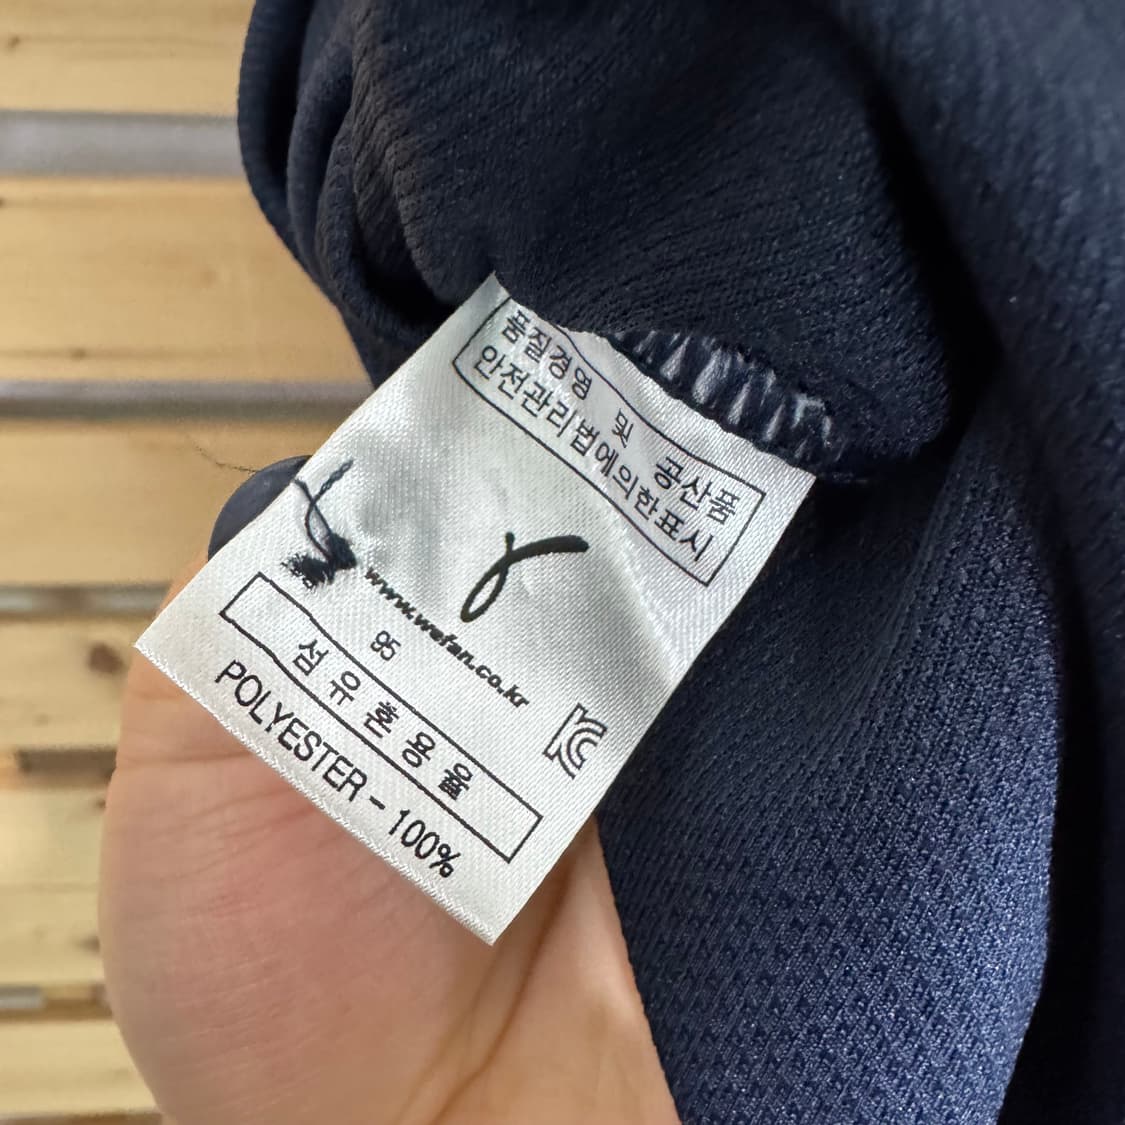 품질경영 및 공산품
안전관리법에의한표시
www.wefan.co.kr
95
섬유혼용율
POLYESTER - 100%